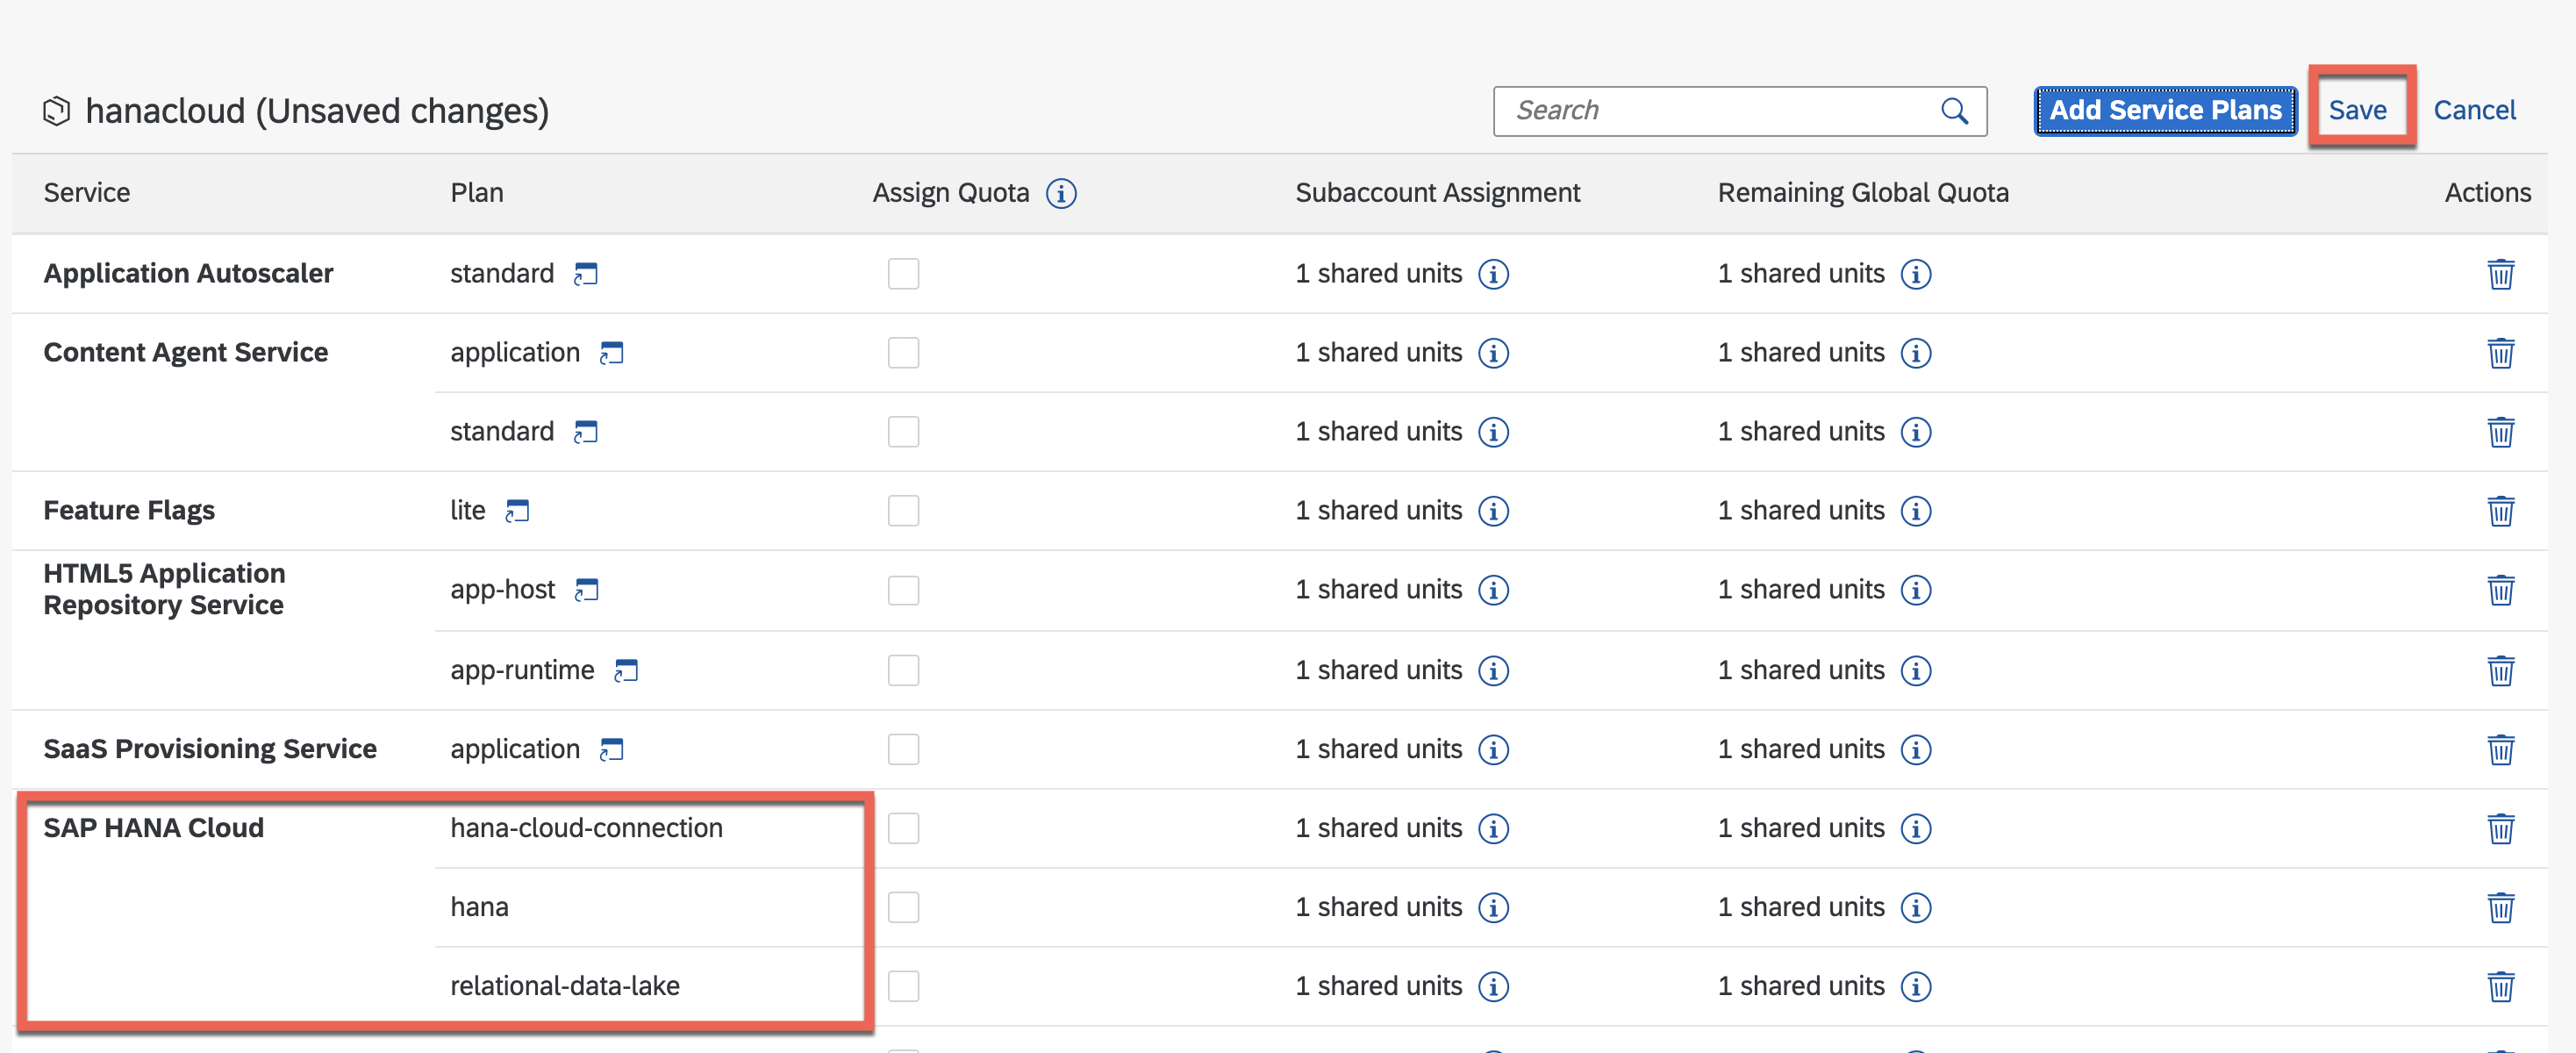 hanacloud (Unsaved changes)
Search
Add Service Plans
Save
Cancel
Service Plan Assign Quota Subaccount Assignment Remaining Global Quota Actions
Application Autoscaler standard 1 shared units 1 shared units
Content Agent Service application 1 shared units 1 shared units
standard 1 shared units 1 shared units
Feature Flags lite 1 shared units 1 shared units
HTML5 Application
Repository Service app-host 1 shared units 1 shared units
app-runtime 1 shared units 1 shared units
SaaS Provisioning Service application 1 shared units 1 shared units
SAP HANA Cloud hana-cloud-connection 1 shared units 1 shared units
hana 1 shared units 1 shared units
relational-data-lake 1 shared units 1 shared units